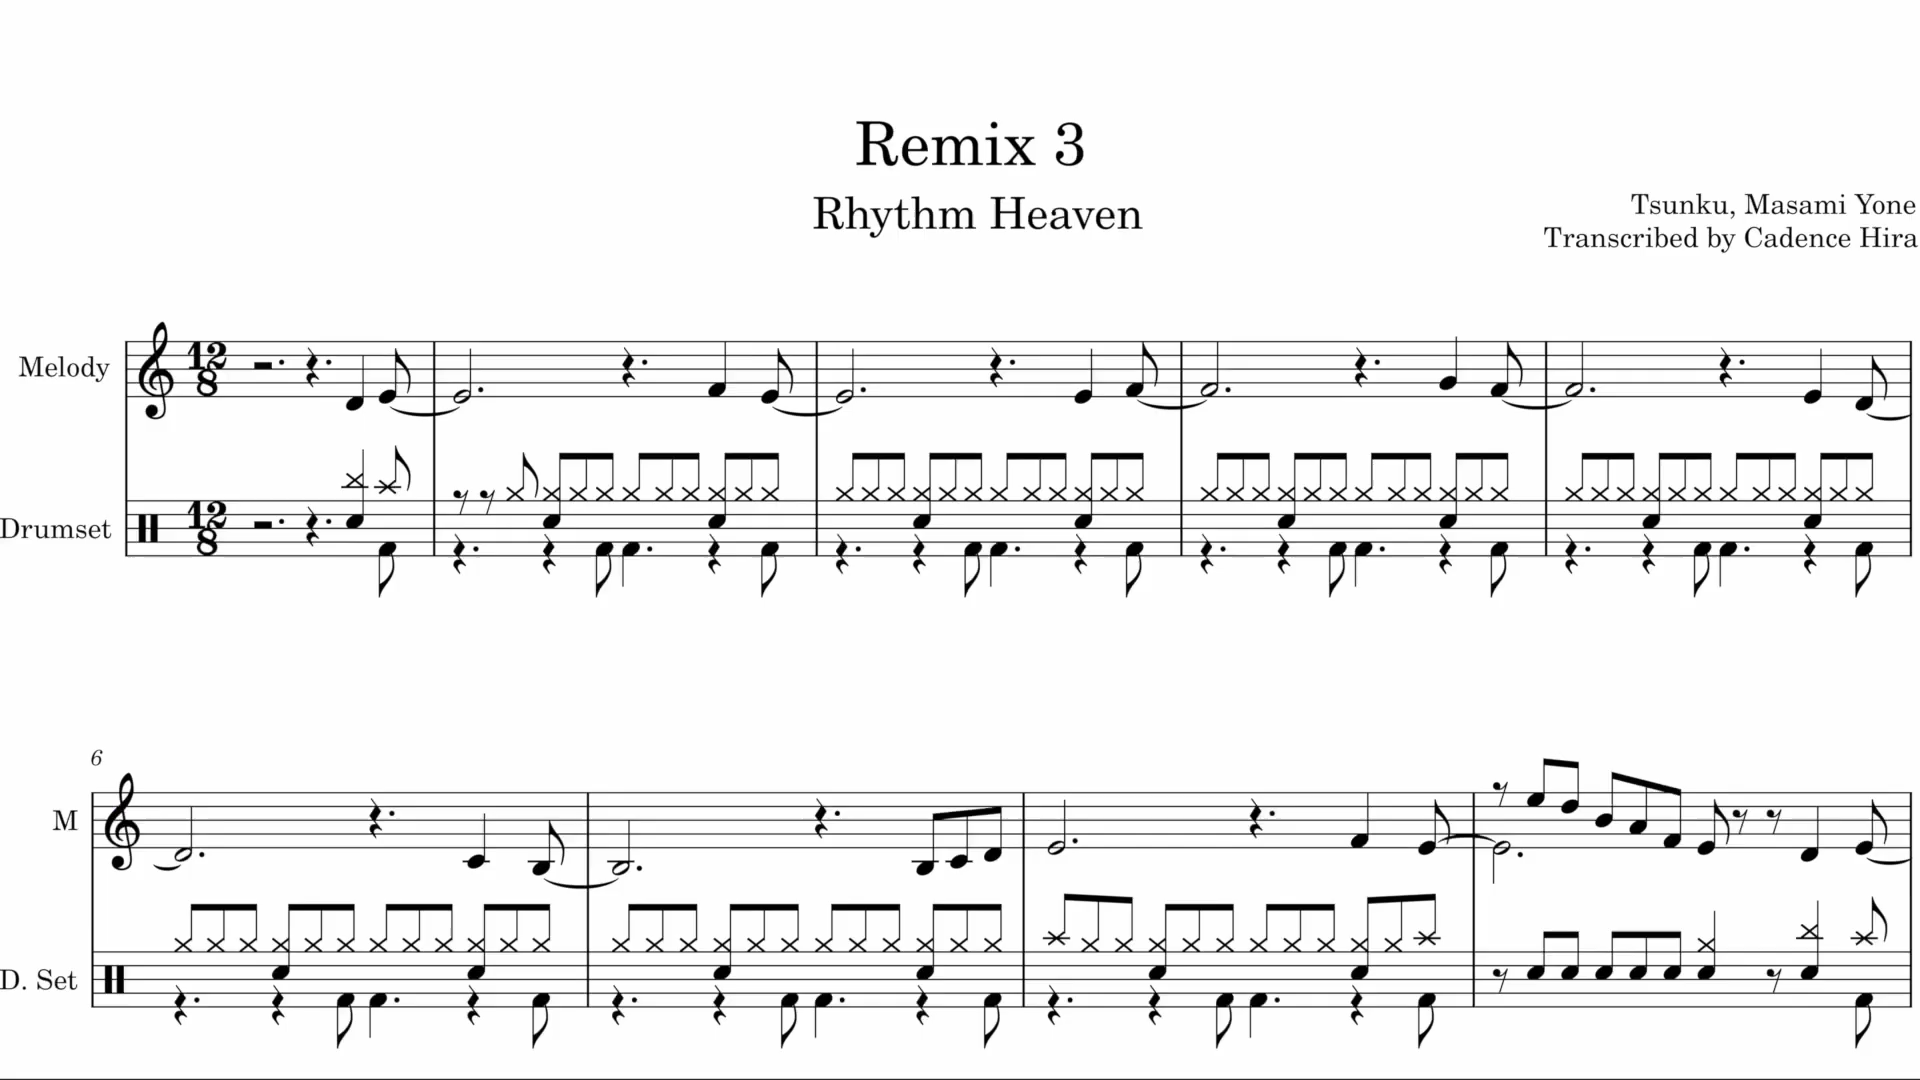 Remix 3
Rhythm Heaven
Tsunku, Masami Yone
Transcribed by Cadence Hira
Melody
12
8
Drumset
12
8
6
M
D. Set